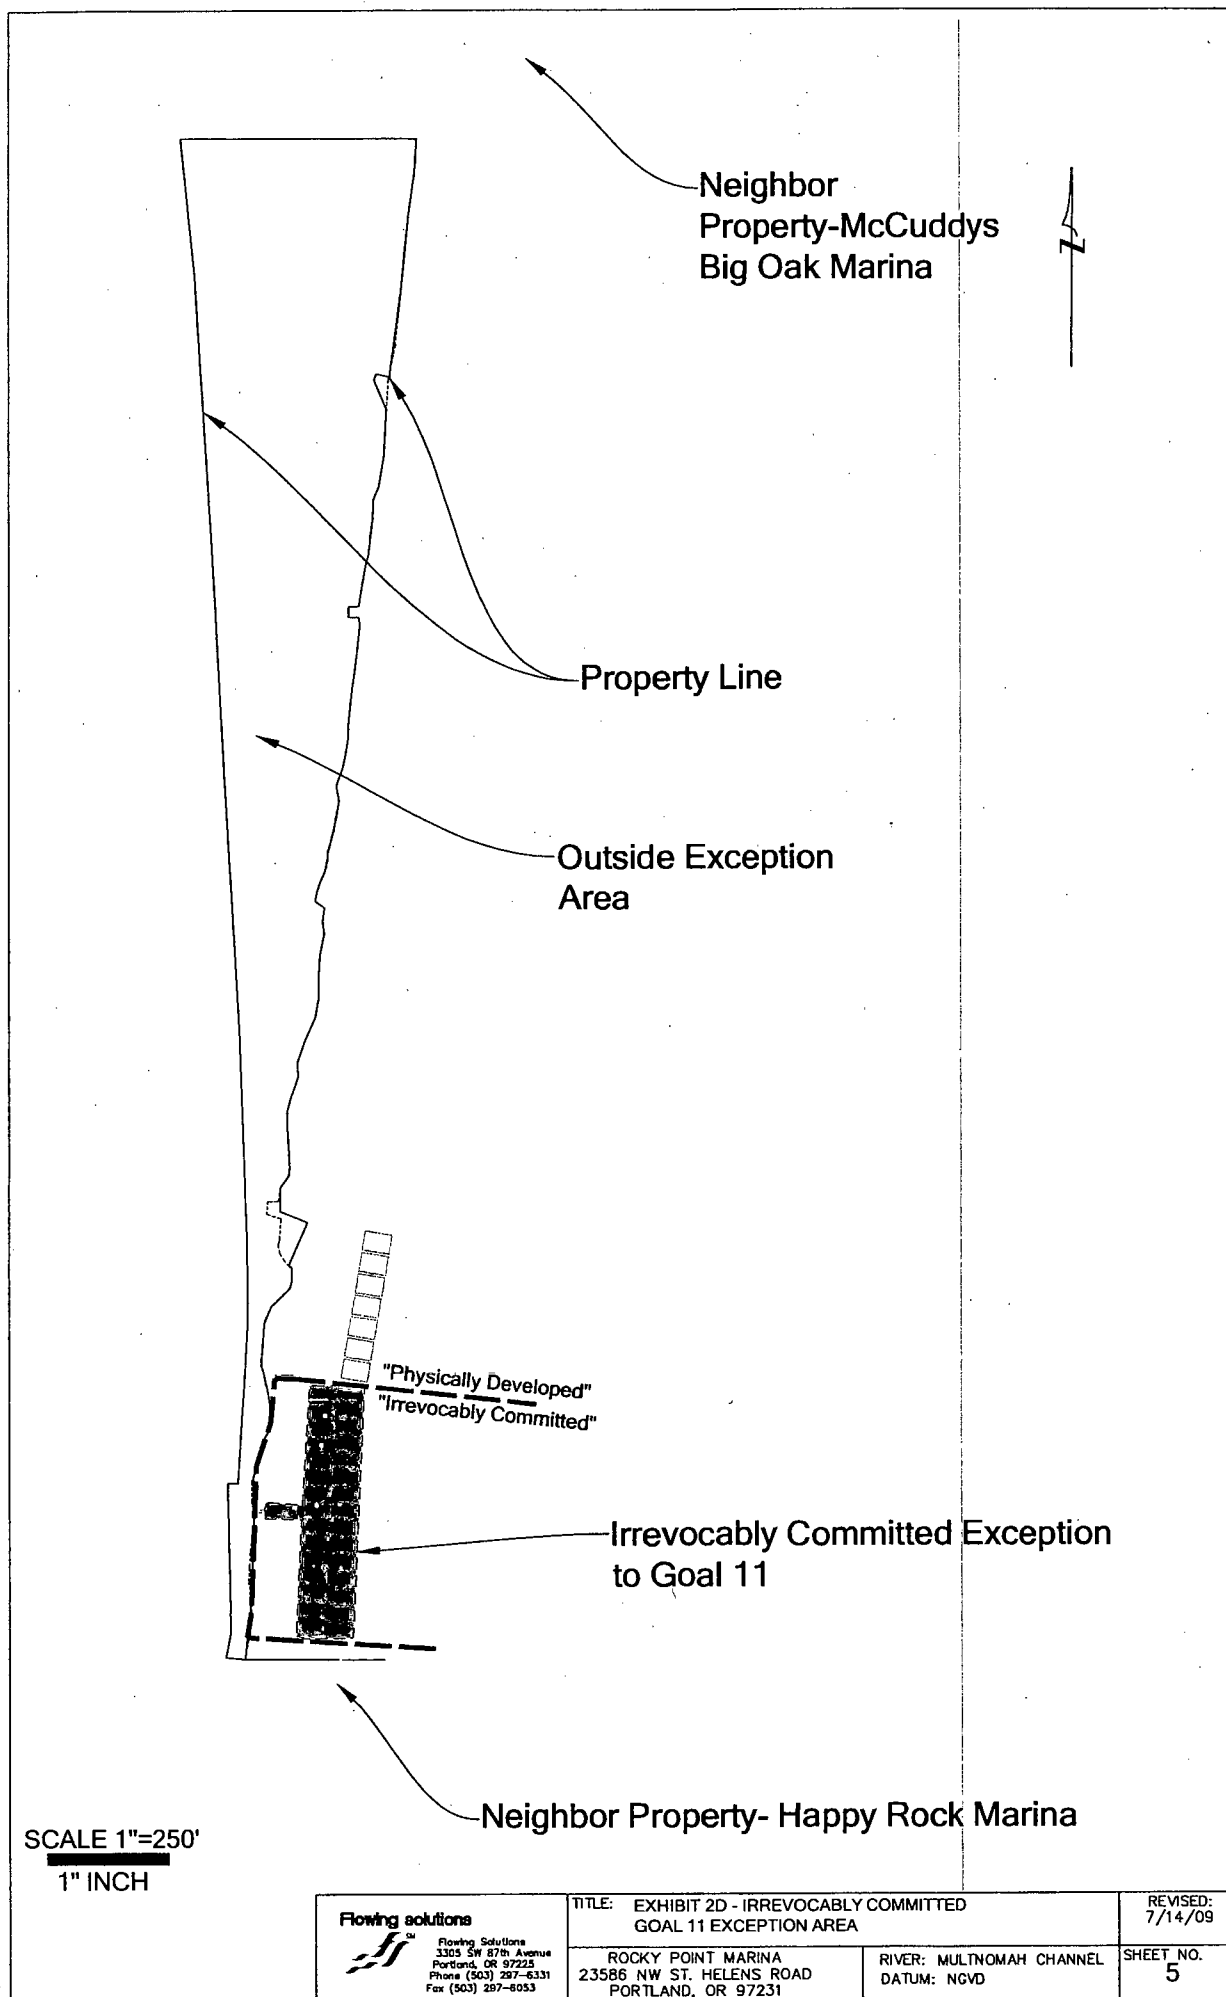 Neighbor
Property-McCuddys
Big Oak Marina
Z
Property Line
Outside Exception
Area
"Physically Developed"
"Irrevocably Committed"
Irrevocably Committed Exception
to Goal 11
Neighbor Property- Happy Rock Marina
SCALE 1"=250'
1" INCH
Flowing solutions
SM
Flowing Solutions
3305 SW 87th Avenue
Portland, OR 97225
Phone (503) 297-6331
Fax (503) 297-6053
TITLE: EXHIBIT 2D - IRREVOCABLY COMMITTED
GOAL 11 EXCEPTION AREA
REVISED:
7/14/09
ROCKY POINT MARINA
23586 NW ST. HELENS ROAD
PORTLAND, OR 97231
RIVER: MULTNOMAH CHANNEL
DATUM: NGVD
SHEET NO.
5